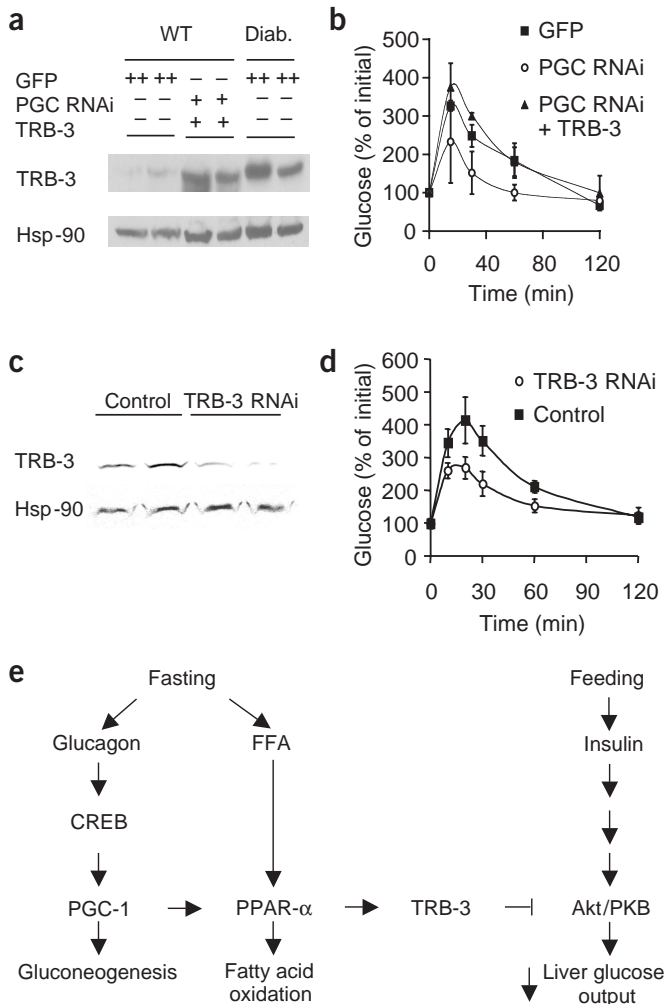 a
WT Diab.
GFP ++ ++ – – ++ ++
PGC RNAi – – + + – –
TRB-3 – – + + – –
TRB-3
Hsp-90
b
Glucose (% of initial)
500
400
300
200
100
0
0 40 80 120
Time (min)
GFP
PGC RNAi
PGC RNAi
+ TRB-3
c
Control TRB-3 RNAi
TRB-3
Hsp-90
d
Glucose (% of initial)
600
500
400
300
200
100
0
0 30 60 90 120
Time (min)
TRB-3 RNAi
Control
e
Fasting Feeding
Glucagon FFA Insulin
CREB
PGC-1 PPAR-α TRB-3 Akt/PKB
Gluconeogenesis Fatty acid Liver glucose
oxidation output